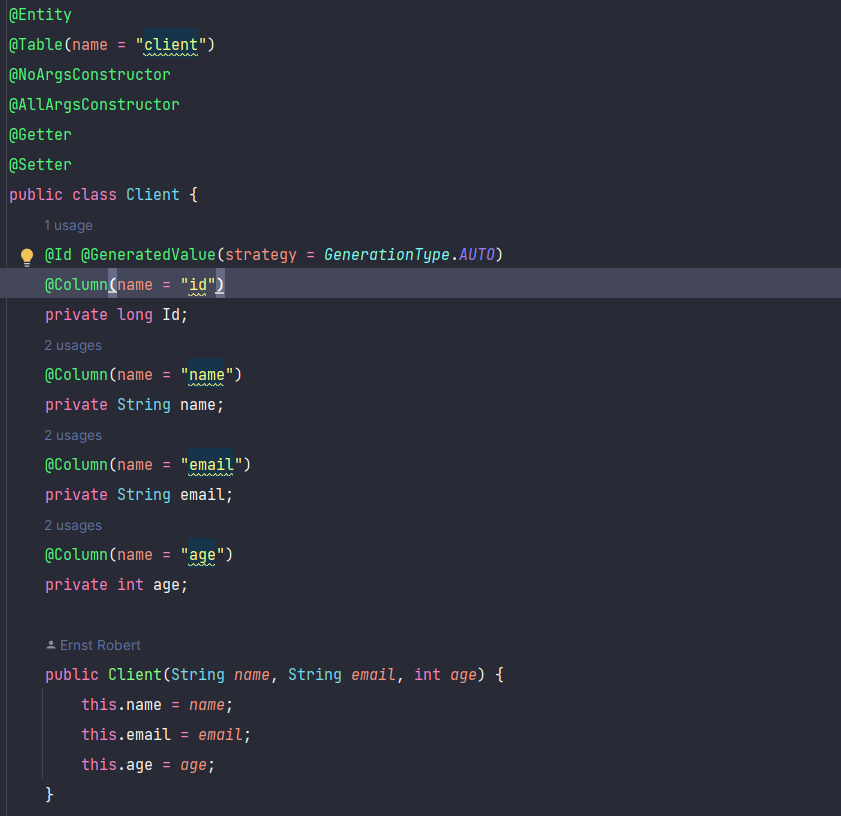 @Entity
@Table(name = "client")
@NoArgsConstructor
@AllArgsConstructor
@Getter
@Setter
public class Client {
1 usage
@Id @GeneratedValue(strategy = GenerationType.AUTO)
@Column(name = "id")
private long Id;
2 usages
@Column(name = "name")
private String name;
2 usages
@Column(name = "email")
private String email;
2 usages
@Column(name = "age")
private int age;
Ernst Robert
public Client(String name, String email, int age) {
this.name = name;
this.email = email;
this.age = age;
}